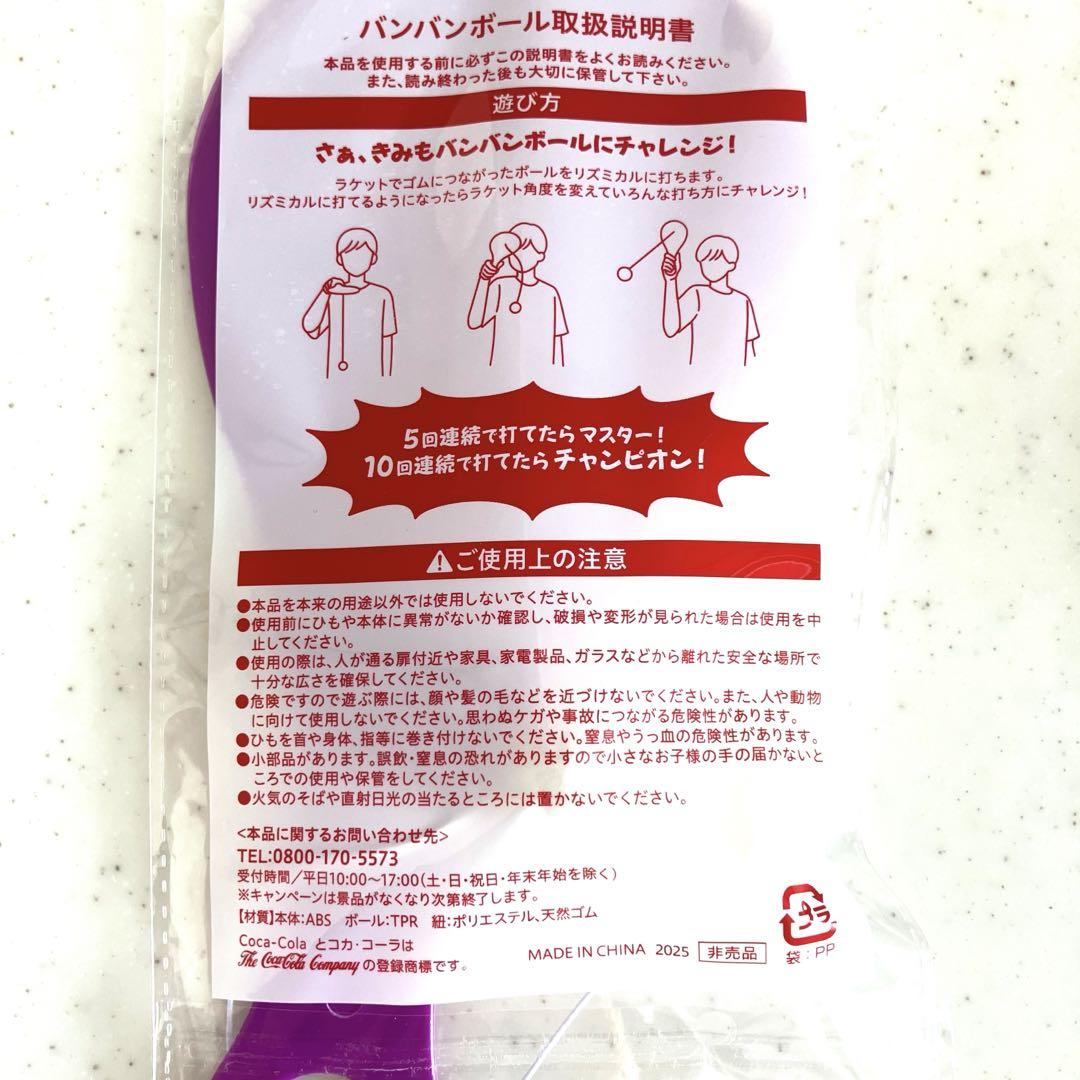 バンバンボール取扱説明書
本品を使用する前に必ずこの説明書をよくお読みください。
また、読み終わった後も大切に保管して下さい。
遊び方
さぁ、きみもバンバンボールにチャレンジ！
ラケットでゴムにつながったボールをリズミカルに打ちます。
リズミカルに打てるようになったらラケット角度を変えていろんな打ち方にチャレンジ！
5回連続で打てたらマスター！
10回連続で打てたらチャンピオン！
⚠ご使用上の注意
●本品を本来の用途以外では使用しないでください。
●使用前にひもや本体に異常がないか確認し、破損や変形が見られた場合は使用を中
止してください。
●使用の際は、人が通る扉付近や家具、家電製品、ガラスなどから離れた安全な場所で
十分な広さを確保してください。
●危険ですので遊ぶ際には、顔や髪の毛などを近づけないでください。また、人や動物
に向けて使用しないでください。思わぬケガや事故につながる危険性があります。
●ひもを首や身体、指等に巻き付けないでください。窒息やうっ血の危険性があります。
●小部品があります。誤飲・窒息の恐れがありますので小さなお子様の手の届かないと
ころでの使用や保管をしてください。
●火気のそばや直射日光の当たるところには置かないでください。
<本品に関するお問い合わせ先>
TEL:0800-170-5573
受付時間／平日10:00〜17:00(土・日・祝日・年末年始を除く)
※キャンペーンは景品がなくなり次第終了します。
【材質】本体:ABS ボール:TPR 紐:ポリエステル、天然ゴム
Coca-Cola とコカ・コーラは
The Coca-Cola Company の登録商標です。
MADE IN CHINA 2025 非売品
プラ
袋：PP